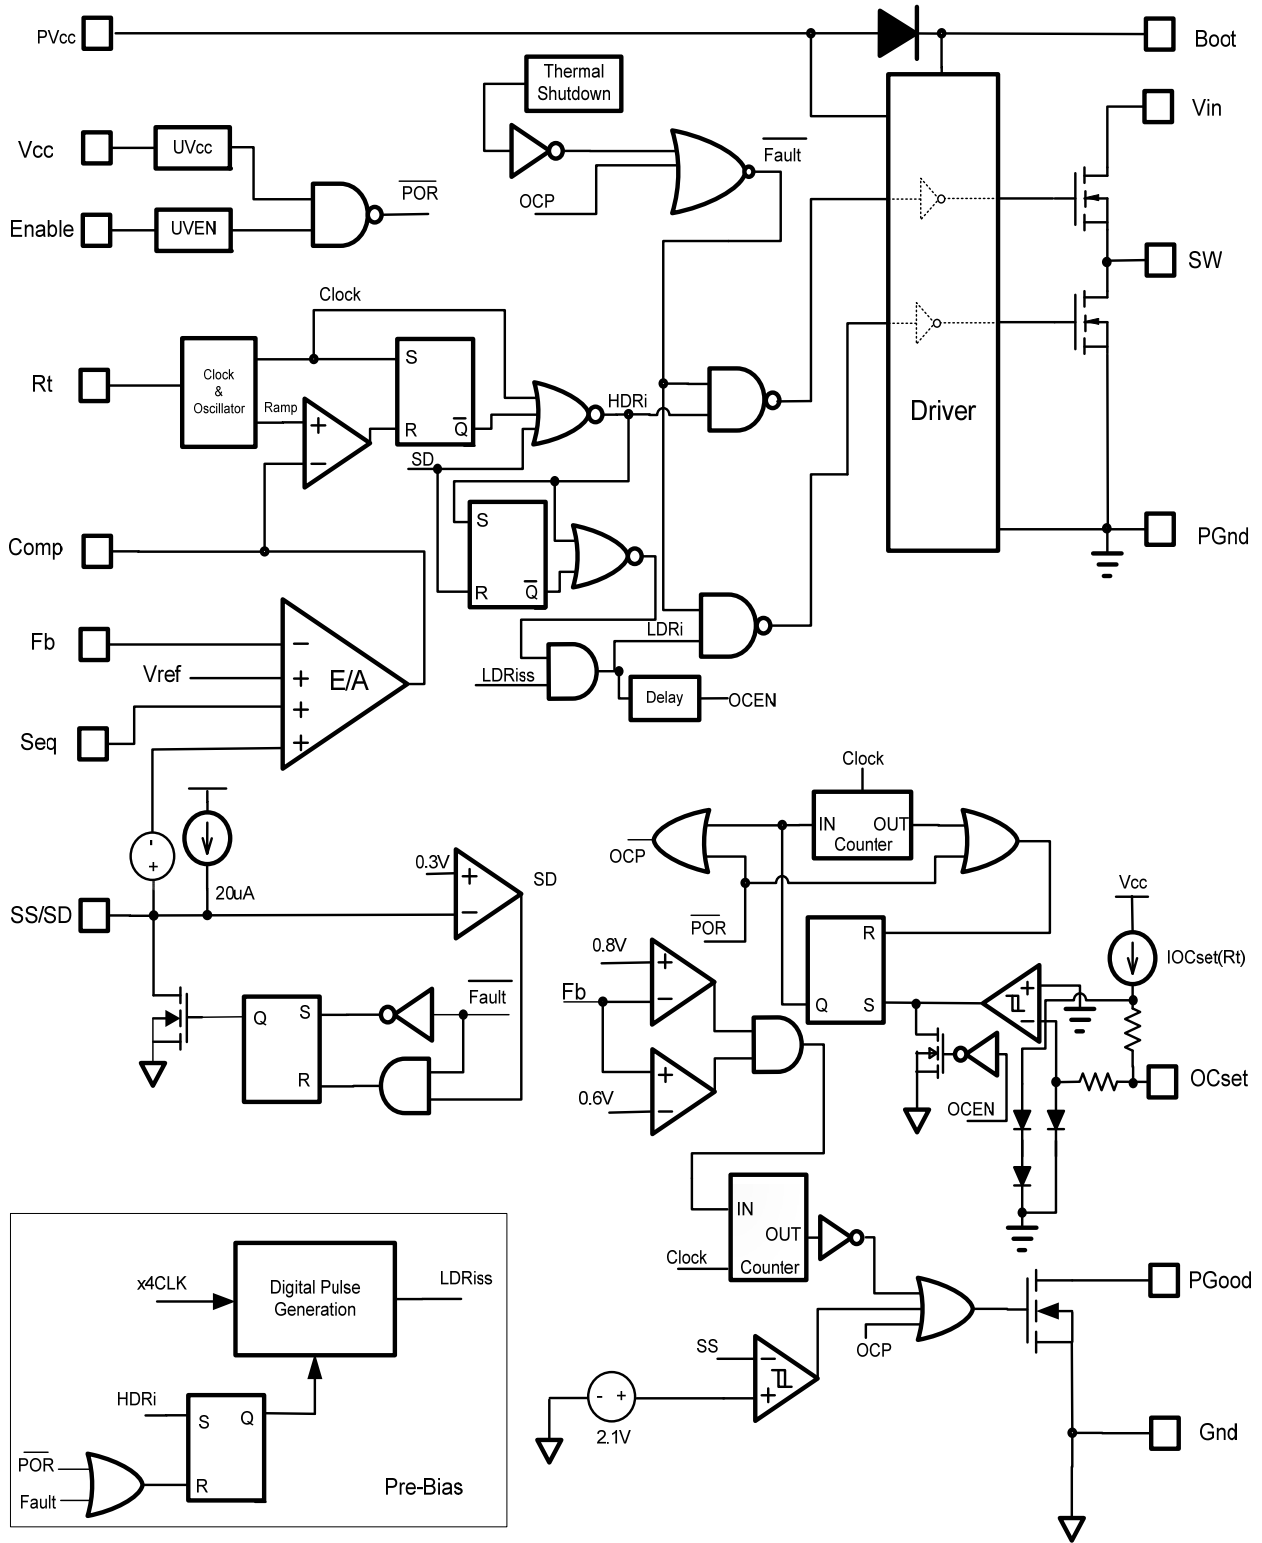 PVcc
Boot
Thermal
Shutdown
Vin
Fault
Vcc
UVcc
POR
OCP
Enable
UVEN
SW
Clock
Rt
Clock
&
Oscillator
Ramp
+
−
S
R
Q
HDRi
SD
Driver
S
R
Q
Comp
PGnd
Fb
Vref
Seq
−
+
+
+
E/A
LDRi
LDRiss
Delay
OCEN
Clock
IN
OUT
Counter
OCP
-
+
20uA
0.3V
+
−
SD
SS/SD
POR
R
Q
S
Vcc
IOCset(Rt)
0.8V
+
−
Fb
+
−
0.6V
Fault
Q
S
R
+
−
OCEN
OCset
IN
OUT
Counter
Clock
x4CLK
Digital Pulse
Generation
LDRiss
PGood
SS
−
+
OCP
- +
2.1V
Gnd
HDRi
S
Q
R
POR
Fault
Pre-Bias